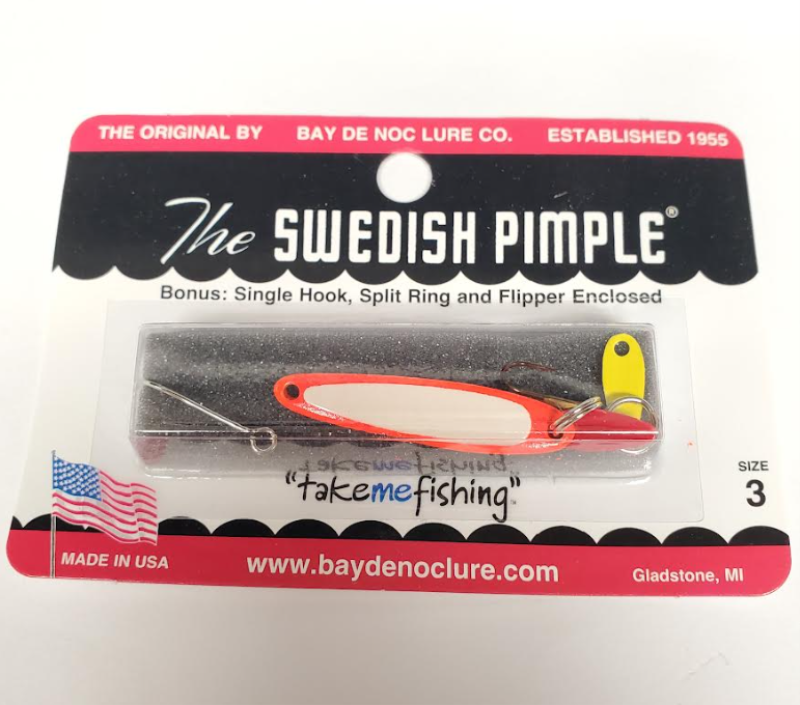 THE ORIGINAL BY BAY DE NOC LURE CO. ESTABLISHED 1955
The SWEDISH PIMPLE®
Bonus: Single Hook, Split Ring and Flipper Enclosed
"takemefishing"
SIZE
3
MADE IN USA www.baydenoclure.com Gladstone, MI